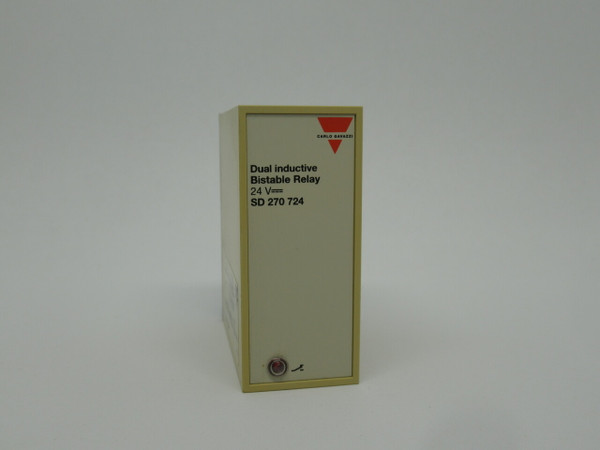 CARLO GAVAZZI
Dual inductive
Bistable Relay
24 V⎓
SD 270 724